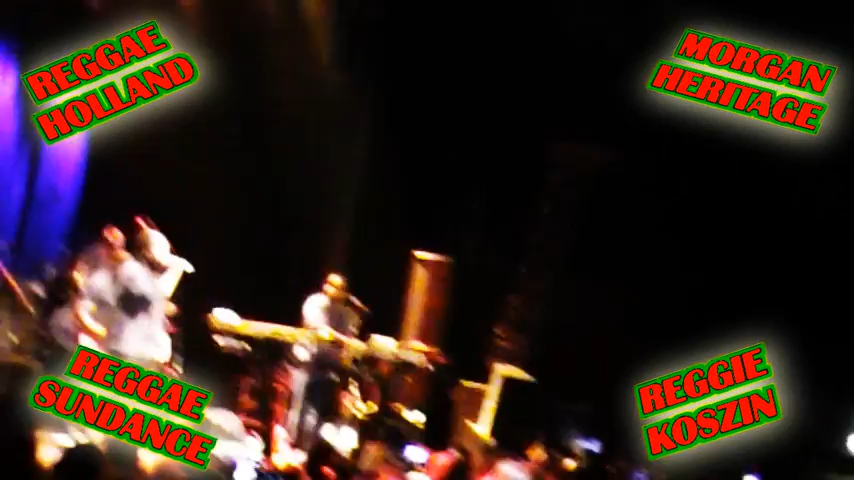 REGGAE
HOLLAND
MORGAN
HERITAGE
REGGAE
SUNDANCE
REGGIE
KOSZIN